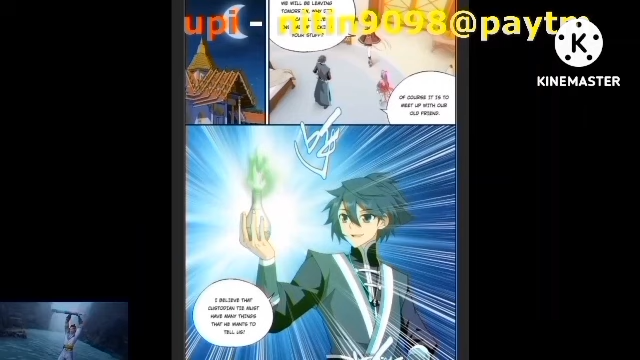 upi - nitin9098@paytm
KINEMASTER
WE WILL BE LEAVING
YOUR STUFF?
OF COURSE IT IS TO
MEET UP WITH OUR
OLD FRIEND.
I BELIEVE THAT
CUSTODIAN TIE MUST
HAVE MANY THINGS
THAT HE WANTS TO
TELL US!